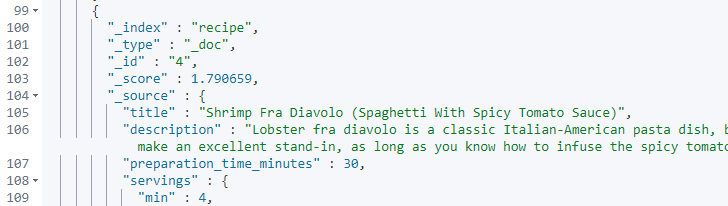 99 {
100 "_index" : "recipe",
101 "_type" : "_doc",
102 "_id" : "4",
103 "_score" : 1.790659,
104 "_source" : {
105 "title" : "Shrimp Fra Diavolo (Spaghetti With Spicy Tomato Sauce)",
106 "description" : "Lobster fra diavolo is a classic Italian-American pasta dish,
make an excellent stand-in, as long as you know how to infuse the spicy
107 "preparation_time_minutes" : 30,
108 "servings" : {
109 "min" : 4,